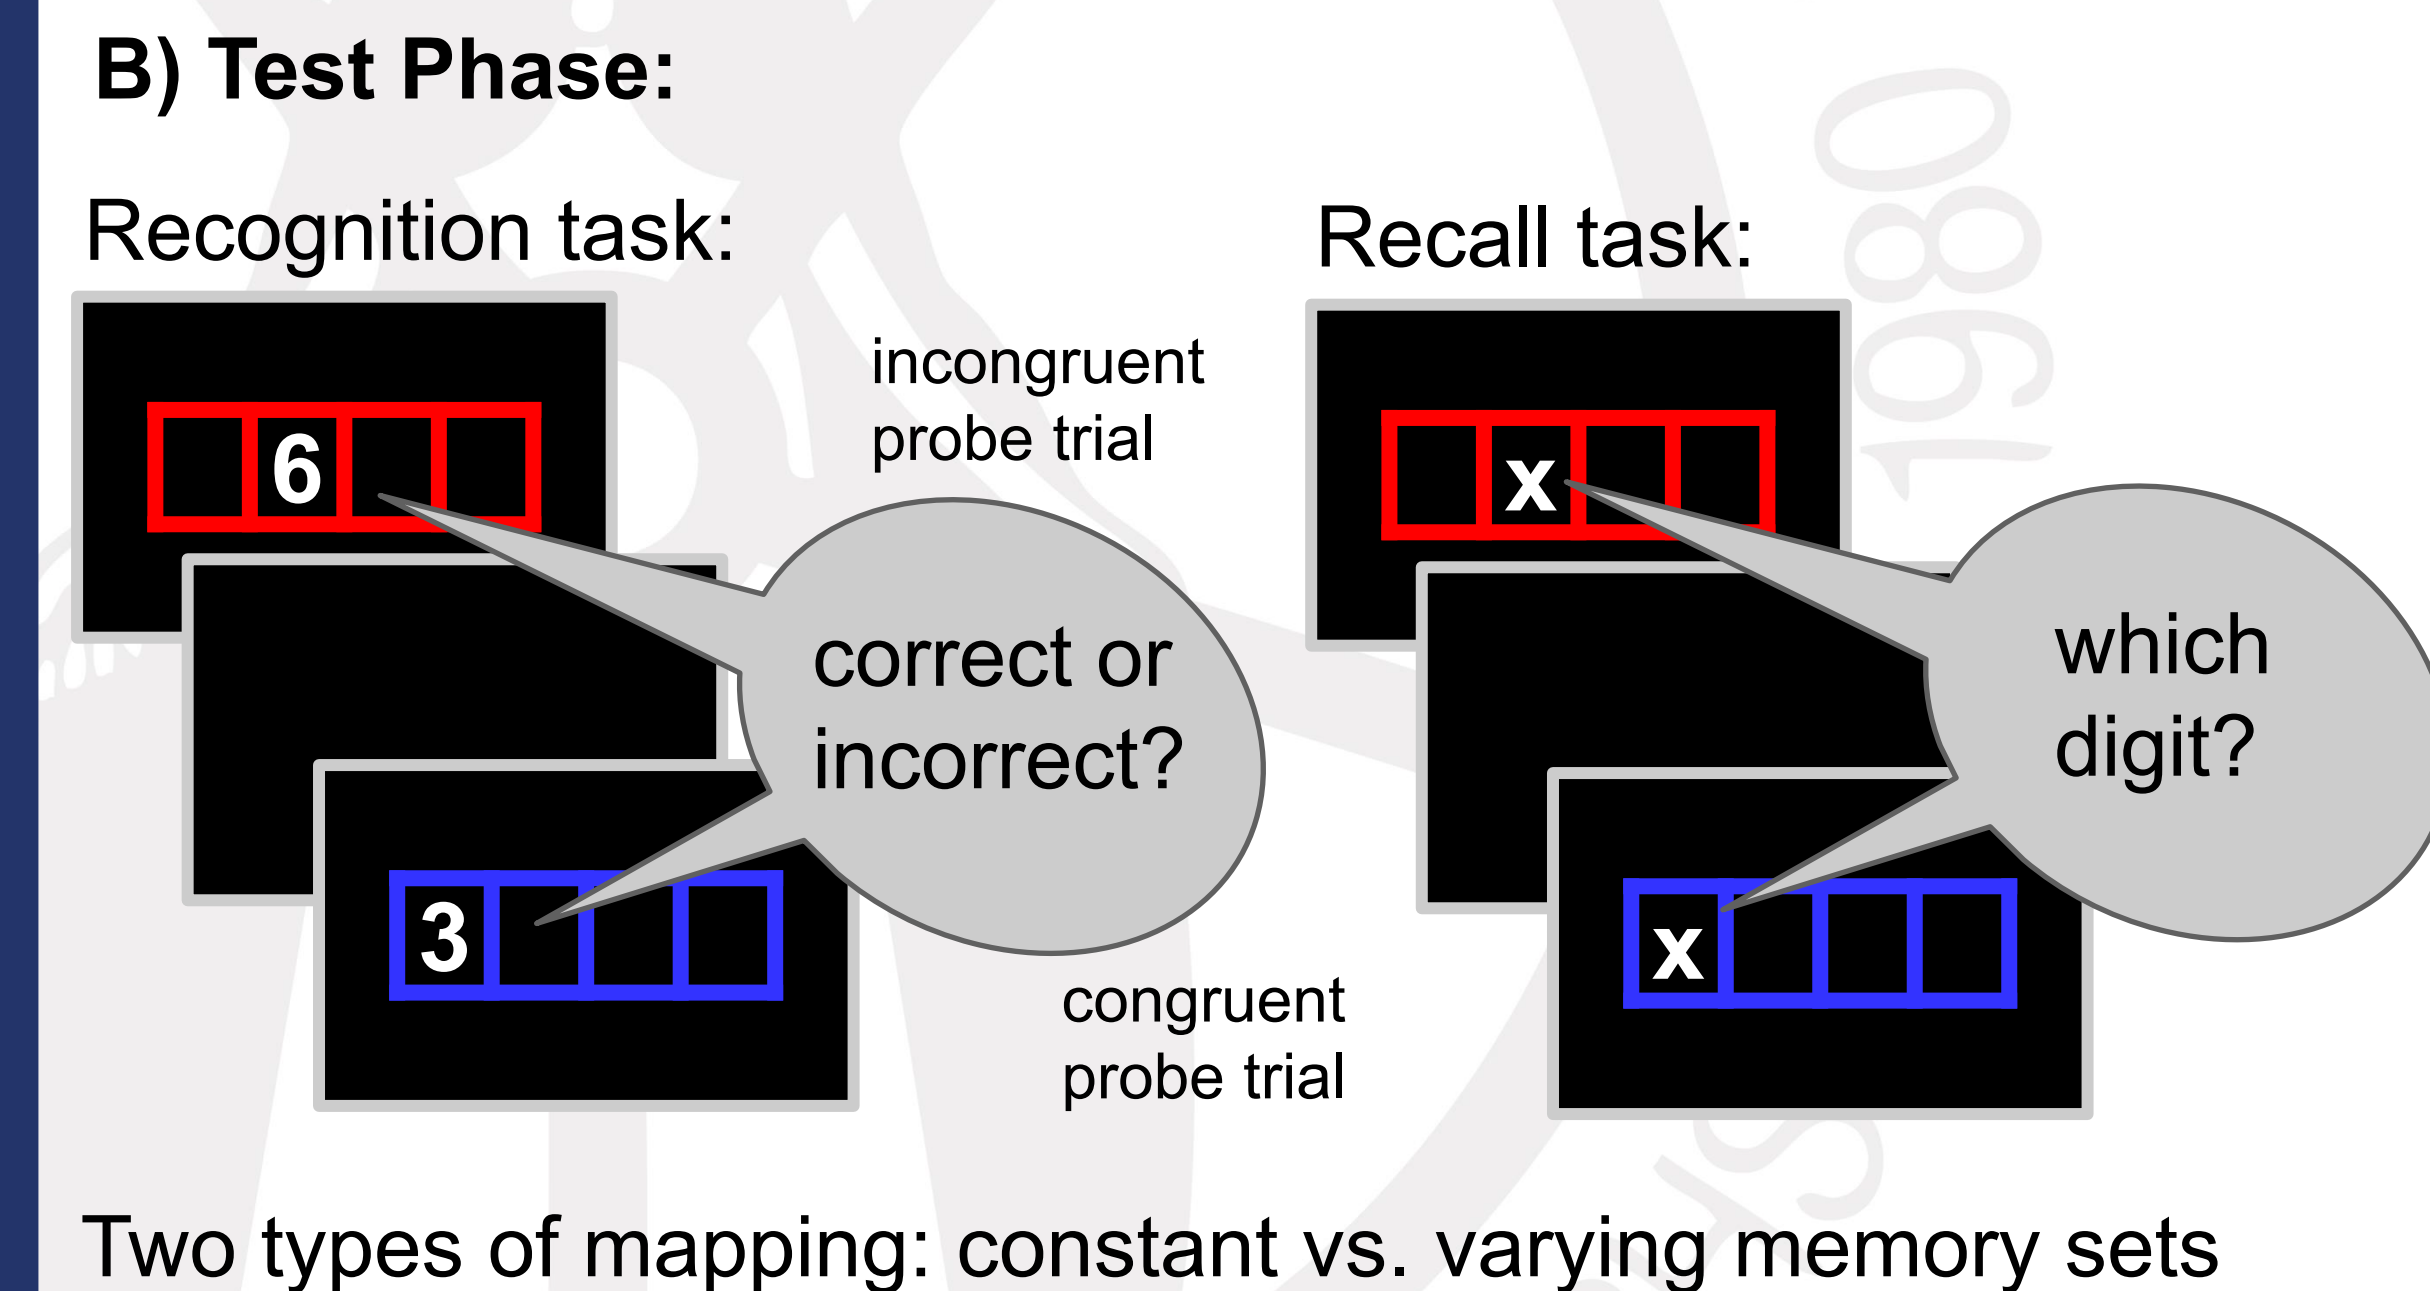 B) Test Phase:
Recognition task:
Recall task:
incongruent
probe trial
6
x
correct or
incorrect?
which
digit?
3
x
congruent
probe trial
Two types of mapping: constant vs. varying memory sets
1980